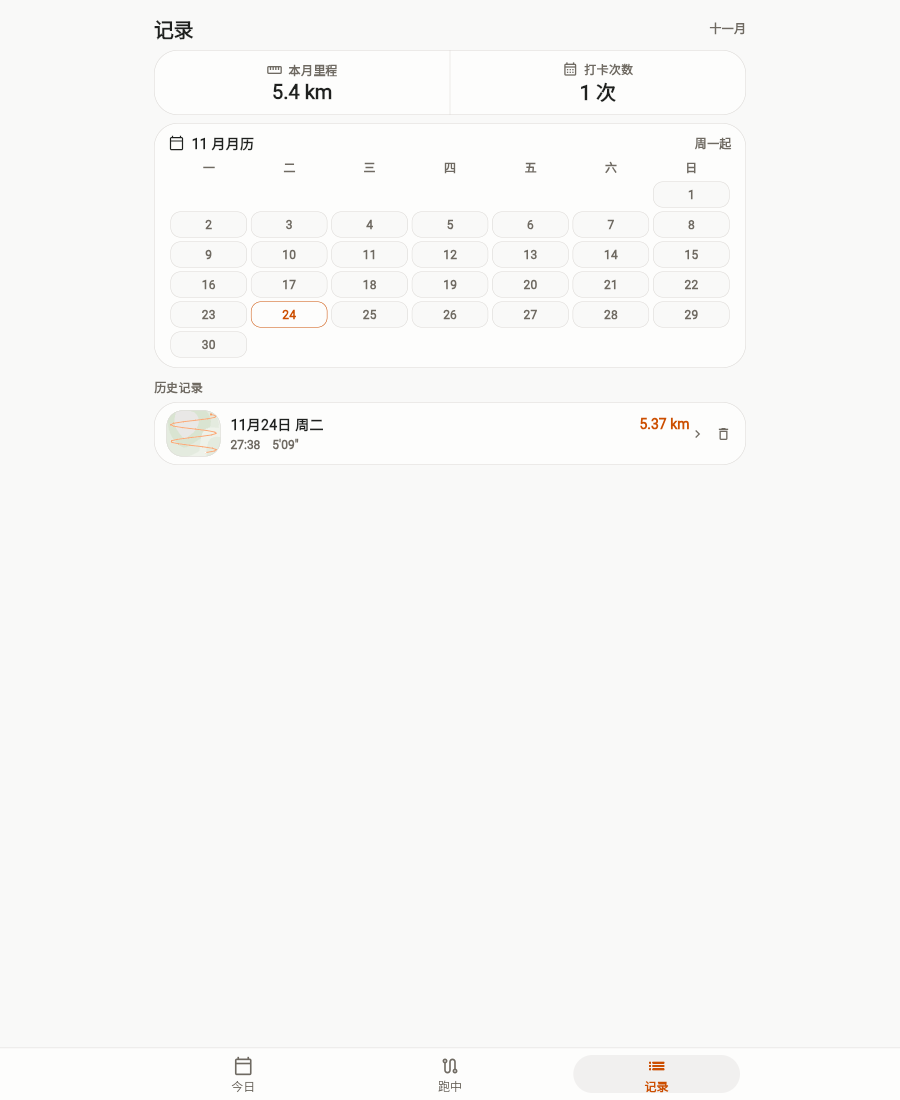 记录
十一月
本月里程
5.4 km
打卡次数
1 次
11 月月历
周一起
一 二 三 四 五 六 日
1
2 3 4 5 6 7 8
9 10 11 12 13 14 15
16 17 18 19 20 21 22
23 24 25 26 27 28 29
30
历史记录
11月24日 周二
5.37 km
27:38 5'09"
今日
跑中
记录